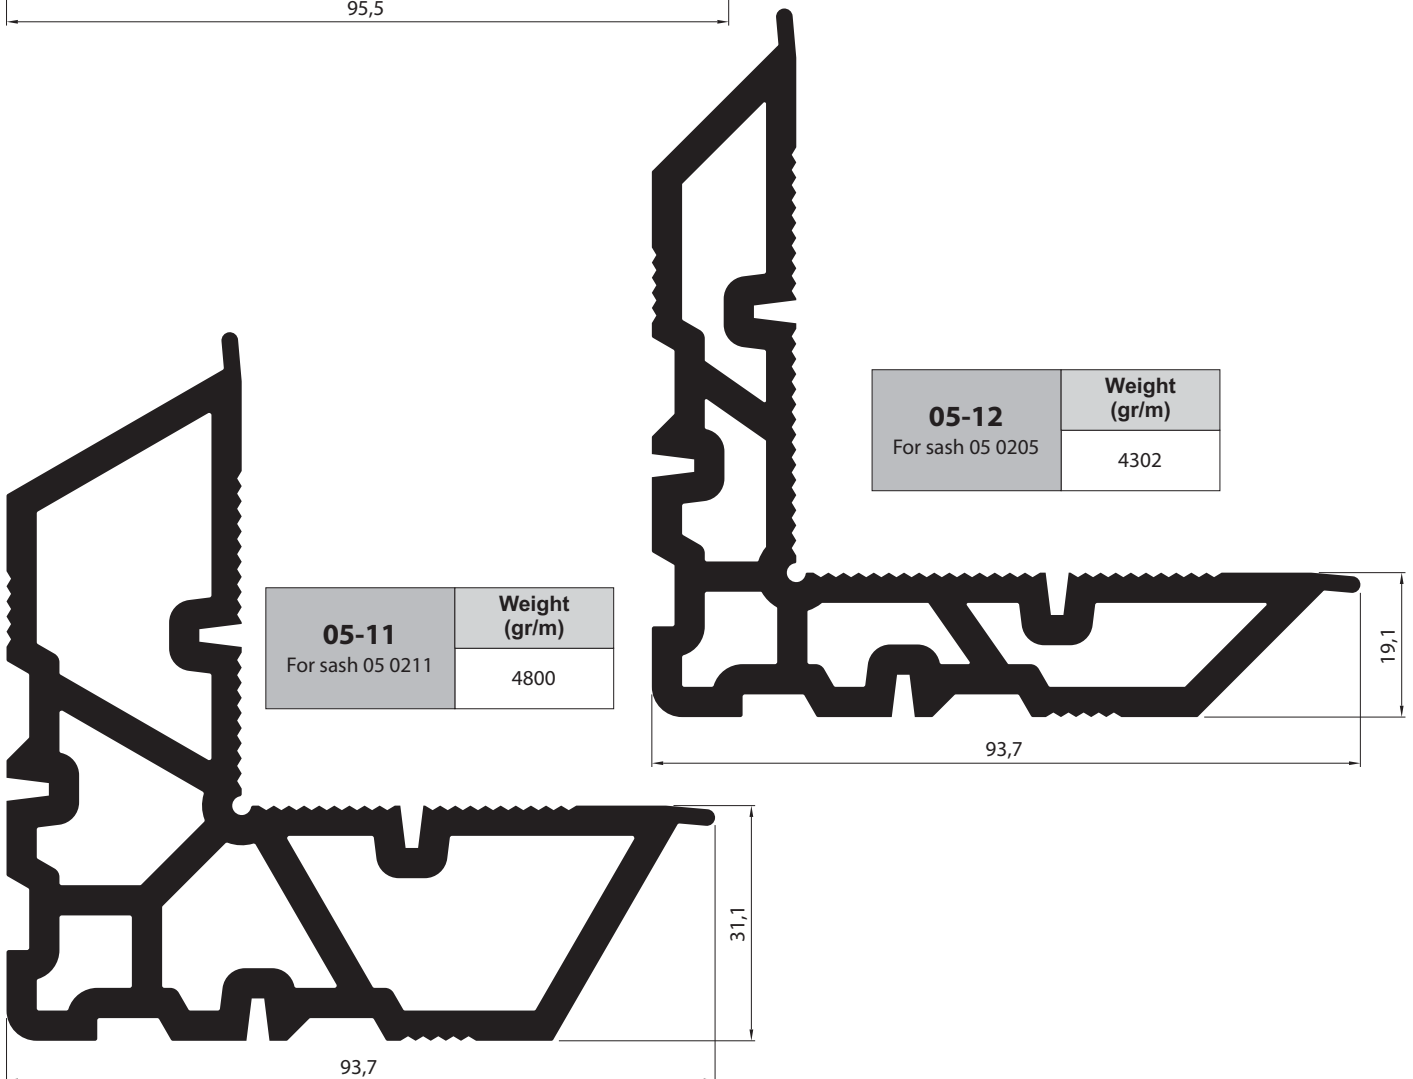 95,5
05-12
For sash 05 0205
Weight
(gr/m)
4302
19,1
93,7
05-11
For sash 05 0211
Weight
(gr/m)
4800
31,1
93,7